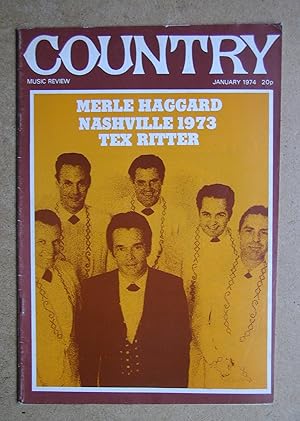 COUNTRY
MUSIC REVIEW JANUARY 1974 20p
MERLE HAGGARD
NASHVILLE 1973
TEX RITTER